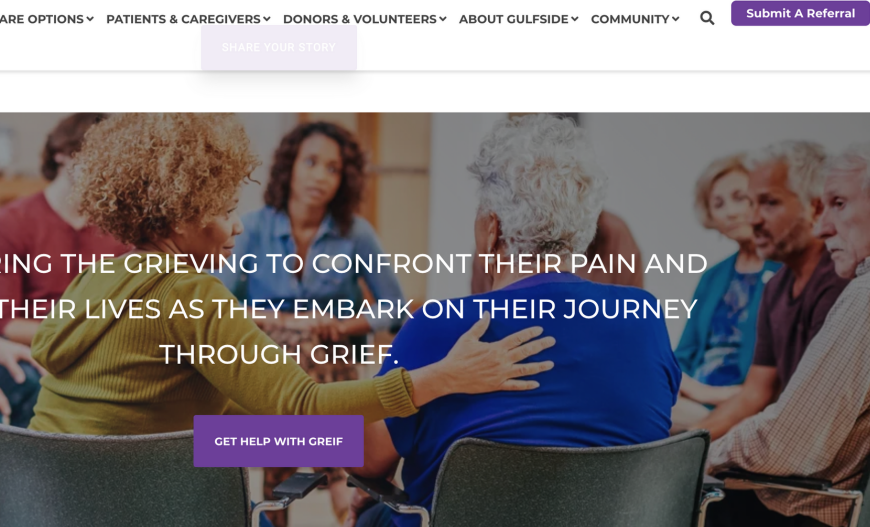 ARE OPTIONS PATIENTS & CAREGIVERS DONORS & VOLUNTEERS ABOUT GULFSIDE COMMUNITY Submit A Referral
SHARE YOUR STORY
RING THE GRIEVING TO CONFRONT THEIR PAIN AND
THEIR LIVES AS THEY EMBARK ON THEIR JOURNEY
THROUGH GRIEF.
GET HELP WITH GREIF